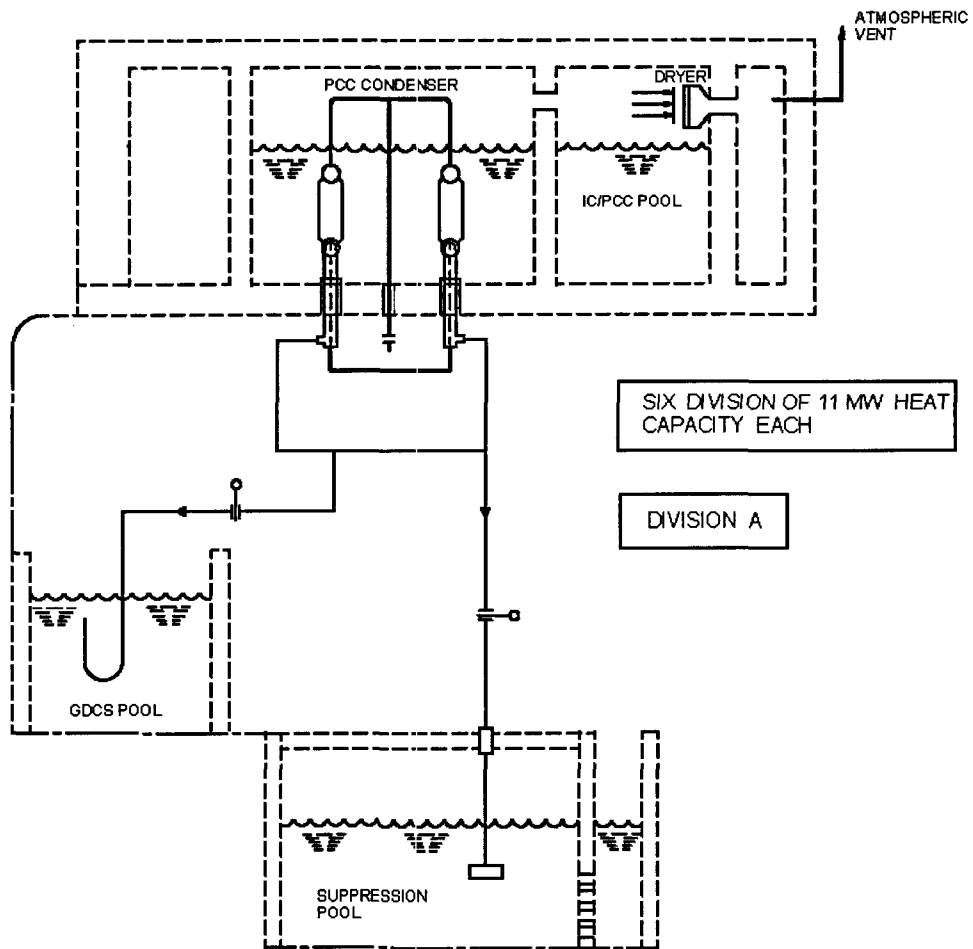 ATMOSPHERIC
VENT
PCC CONDENSER
DRYER
IC/PCC POOL
SIX DIVISION OF 11 MW HEAT
CAPACITY EACH
DIVISION A
GDCS POOL
SUPPRESSION
POOL